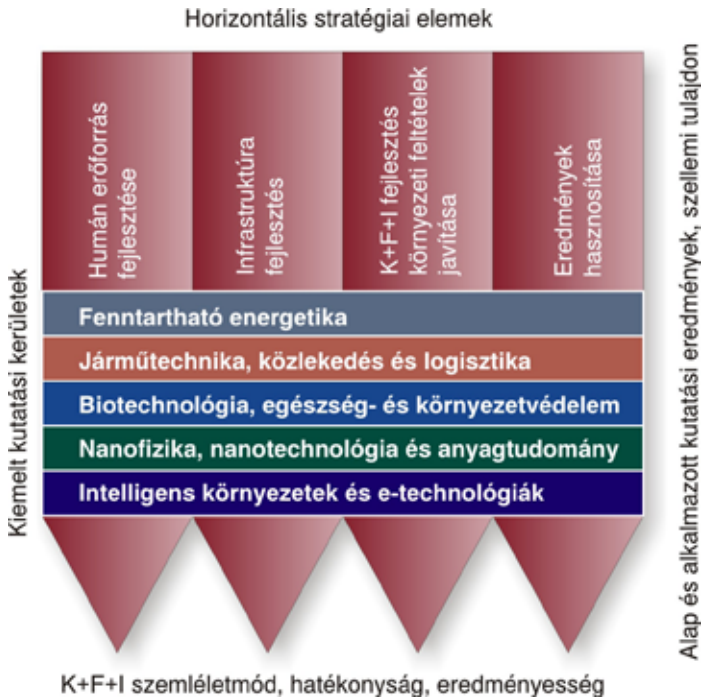 Horizontális stratégiai elemek
Humán erőforrás
fejlesztése
Infrastruktúra
fejlesztés
K+F+I fejlesztés
környezeti feltételek
javítása
Eredmények
hasznosítása
Kiemelt kutatási kerületek
Fenntartható energetika
Járműtechnika, közlekedés és logisztika
Biotechnológia, egészség- és környezetvédelem
Nanofizika, nanotechnológia és anyagtudomány
Intelligens környezetek és e-technológiák
Alap és alkalmazott kutatási eredmények, szellemi tulajdon
K+F+I szemléletmód, hatékonyság, eredményesség